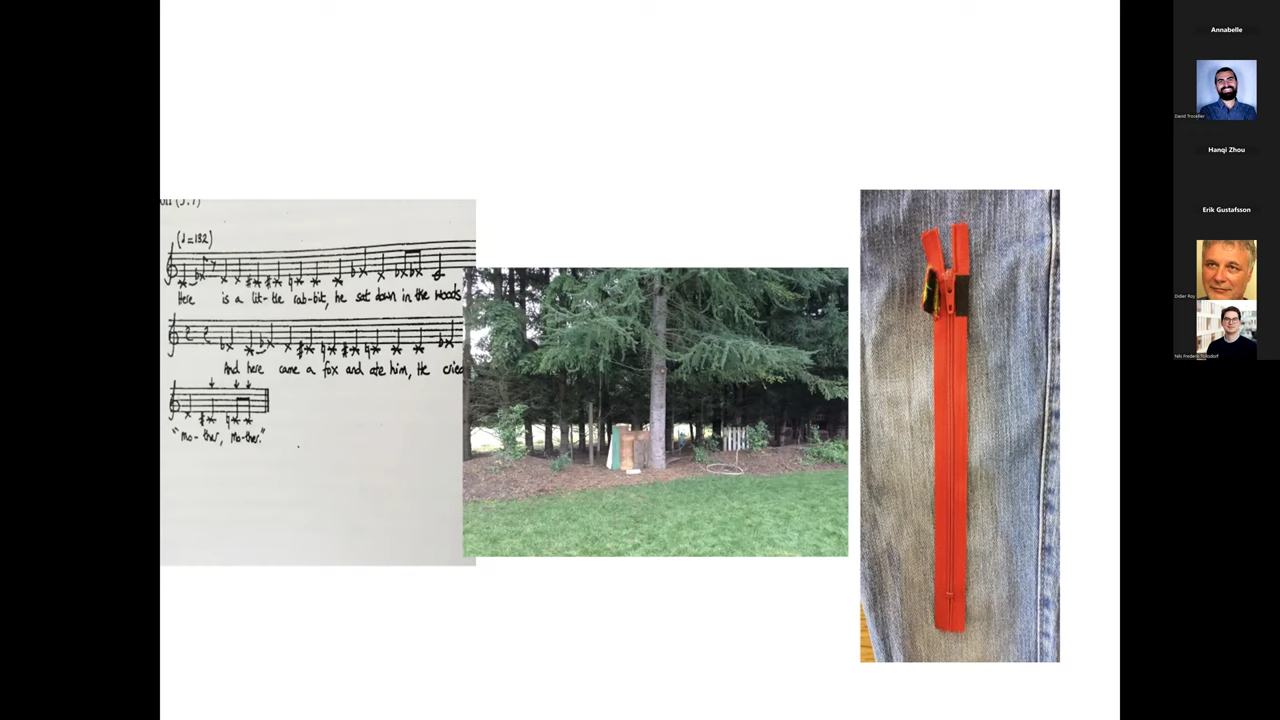 (♩=132)
Here is a lit-tle rab-bit, he sat down in the woods
And here came a fox and ate him, He cried
"Mo-ther, Mo-ther."
Annabelle
Hanqi Zhou
Erik Gustafsson